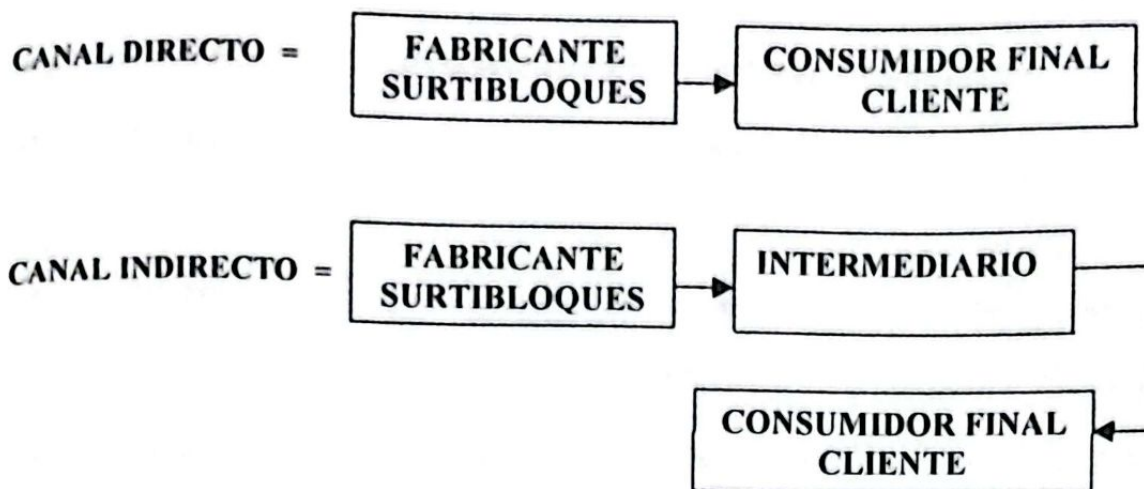 CANAL DIRECTO =
FABRICANTE
SURTIBLOQUES
CONSUMIDOR FINAL
CLIENTE
CANAL INDIRECTO =
FABRICANTE
SURTIBLOQUES
INTERMEDIARIO
CONSUMIDOR FINAL
CLIENTE